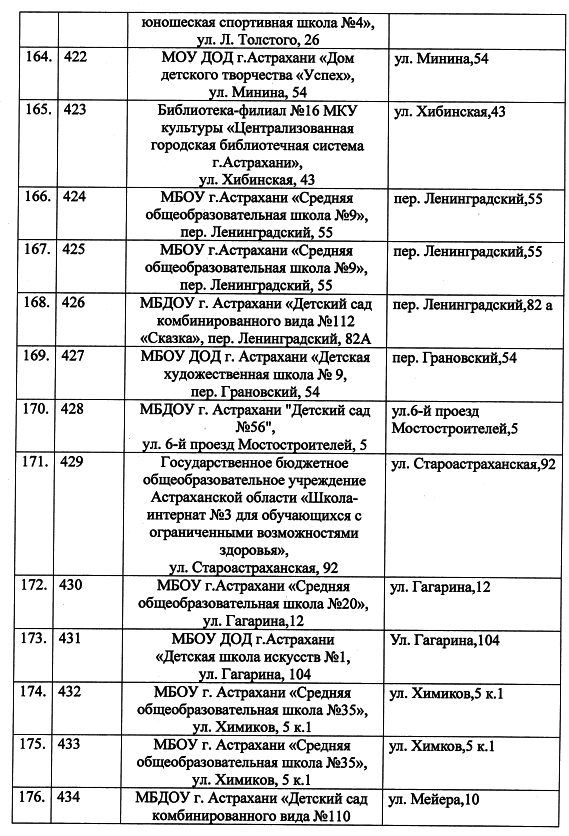 юношеская спортивная школа №4»,
ул. Л. Толстого, 26
164. 422 МОУ ДОД г.Астрахани «Дом ул. Минина,54
детского творчества «Успех»,
ул. Минина, 54
165. 423 Библиотека-филиал №16 МКУ ул. Хибинская,43
культуры «Централизованная
городская библиотечная система
г.Астрахани»,
ул. Хибинская, 43
166. 424 МБОУ г.Астрахани «Средняя пер. Ленинградский,55
общеобразовательная школа №9»,
пер. Ленинградский, 55
167. 425 МБОУ г.Астрахани «Средняя пер. Ленинградский,55
общеобразовательная школа №9»,
пер. Ленинградский, 55
168. 426 МБДОУ г. Астрахани «Детский сад пер. Ленинградский,82 а
комбинированного вида №112
«Сказка», пер. Ленинградский, 82А
169. 427 МБОУ ДОД г. Астрахани «Детская пер. Грановский,54
художественная школа № 9,
пер. Грановский, 54
170. 428 МБДОУ г. Астрахани "Детский сад ул.6-й проезд
№56", Мостостроителей,5
ул. 6-й проезд Мостостроителей, 5
171. 429 Государственное бюджетное ул. Староастраханская,92
общеобразовательное учреждение
Астраханской области «Школа-
интернат №3 для обучающихся с
ограниченными возможностями
здоровья»,
ул. Староастраханская, 92
172. 430 МБОУ г.Астрахани «Средняя ул. Гагарина,12
общеобразовательная школа №20»,
ул. Гагарина,12
173. 431 МБОУ ДОД г.Астрахани Ул. Гагарина,104
«Детская школа искусств №1,
ул. Гагарина, 104
174. 432 МБОУ г. Астрахани «Средняя ул. Химиков,5 к.1
общеобразовательная школа №35»,
ул. Химиков, 5 к.1
175. 433 МБОУ г. Астрахани «Средняя ул. Химков,5 к.1
общеобразовательная школа №35»,
ул. Химиков, 5 к.1
176. 434 МБДОУ г. Астрахани «Детский сад ул. Мейера,10
комбинированного вида №110